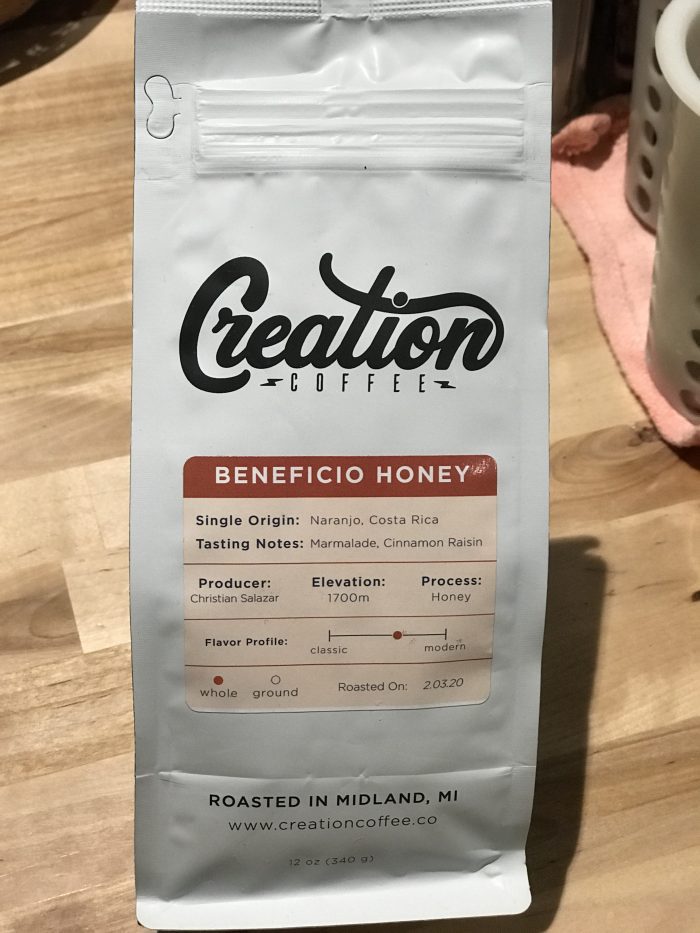 Creation
COFFEE
BENEFICIO HONEY
Single Origin: Naranjo, Costa Rica
Tasting Notes: Marmalade, Cinnamon Raisin
Producer: Elevation: Process:
Christian Salazar 1700m Honey
Flavor Profile:
classic modern
whole ground Roasted On: 2.03.20
ROASTED IN MIDLAND, MI
www.creationcoffee.co
12 oz (340 g)